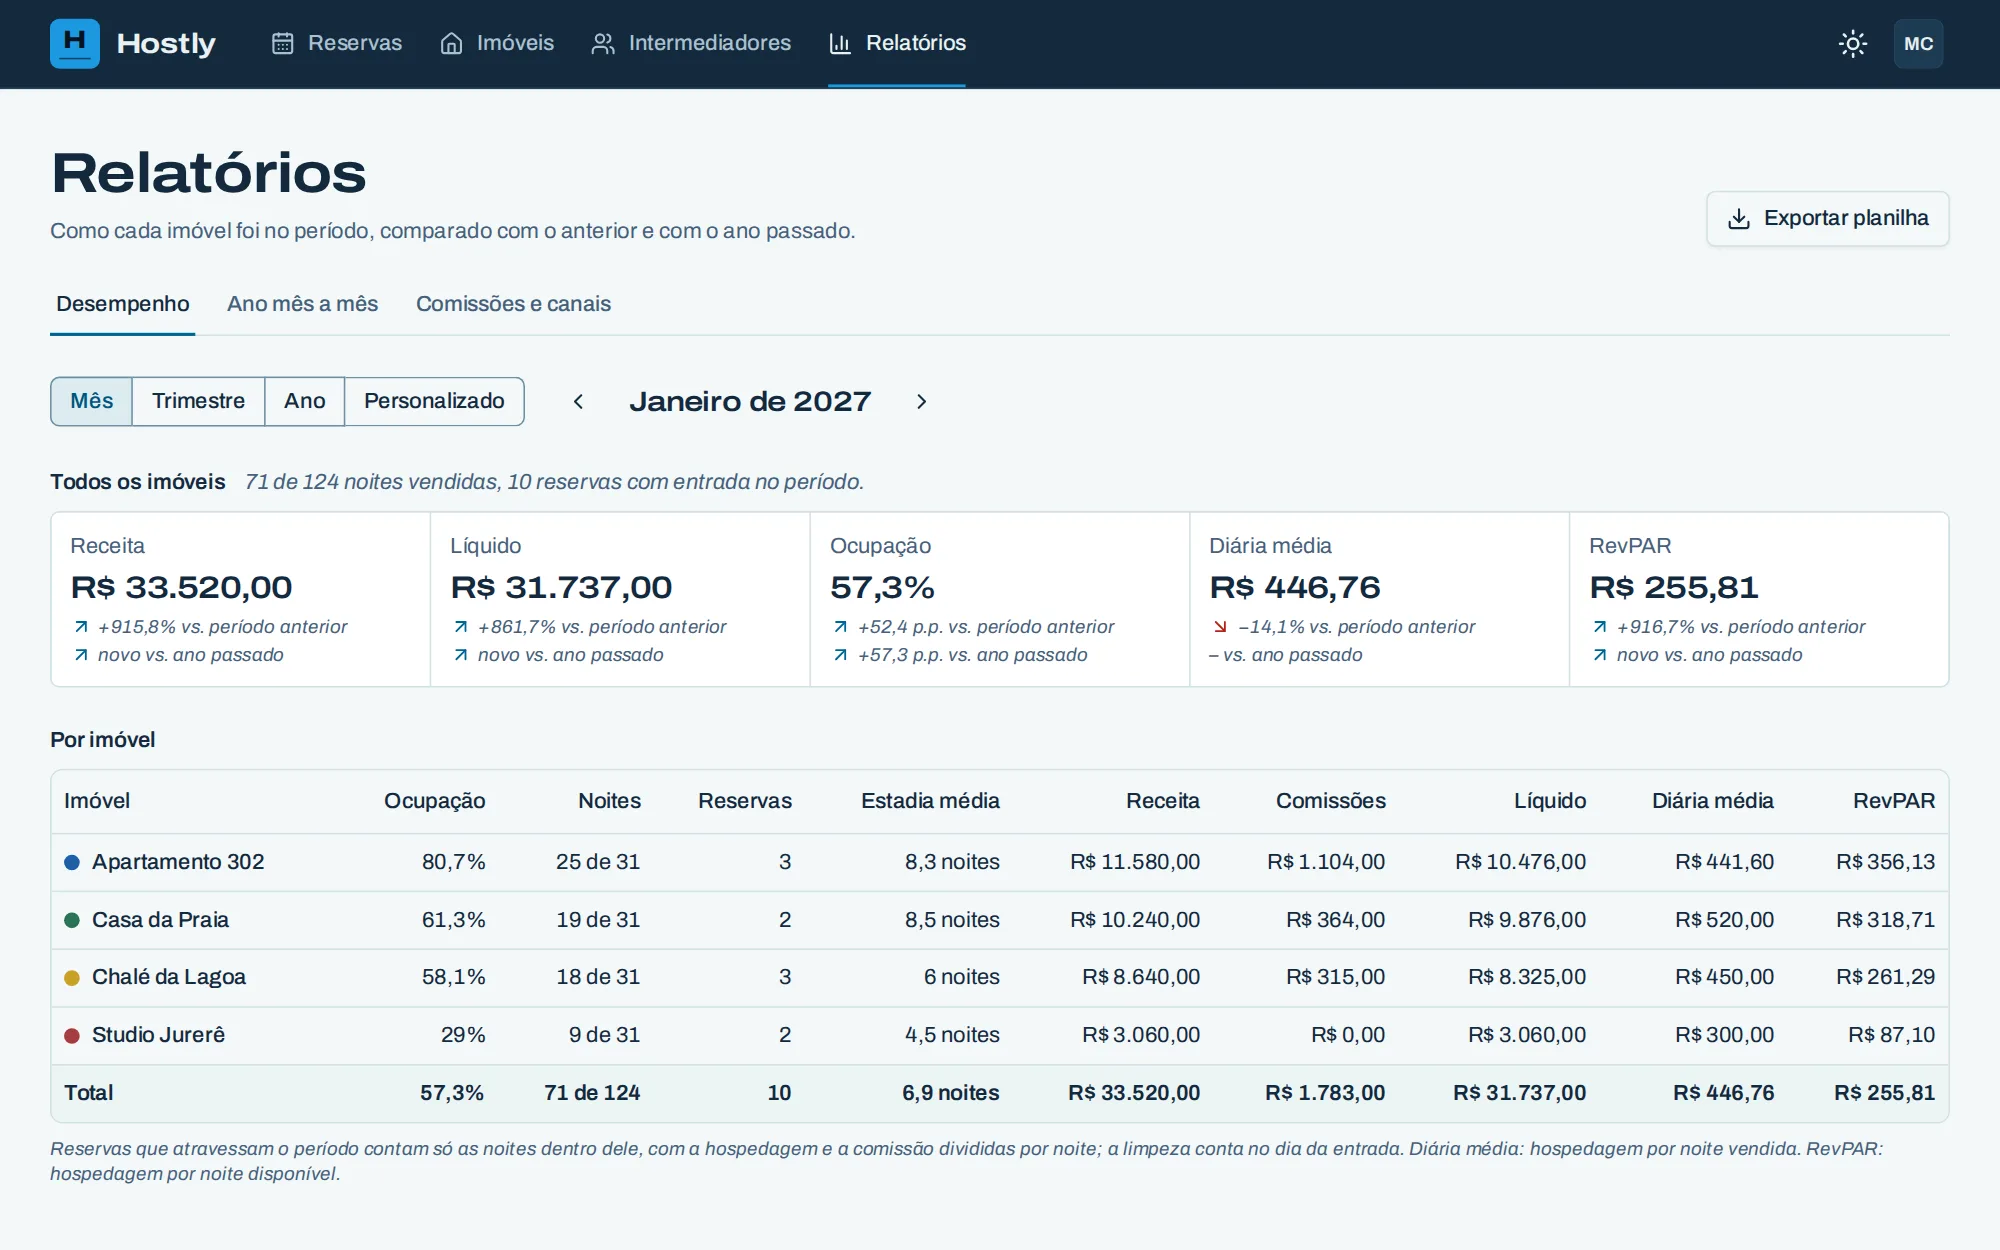 H Hostly Reservas Imóveis Intermediadores Relatórios MC
Relatórios
Como cada imóvel foi no período, comparado com o anterior e com o ano passado.
Exportar planilha
Desempenho Ano mês a mês Comissões e canais
Mês Trimestre Ano Personalizado Janeiro de 2027
Todos os imóveis 71 de 124 noites vendidas, 10 reservas com entrada no período.
Receita Líquido Ocupação Diária média RevPAR
R$ 33.520,00 R$ 31.737,00 57,3% R$ 446,76 R$ 255,81
+915,8% vs. período anterior +861,7% vs. período anterior +52,4 p.p. vs. período anterior −14,1% vs. período anterior +916,7% vs. período anterior
novo vs. ano passado novo vs. ano passado +57,3 p.p. vs. ano passado – vs. ano passado novo vs. ano passado
Por imóvel
Imóvel Ocupação Noites Reservas Estadia média Receita Comissões Líquido Diária média RevPAR
Apartamento 302 80,7% 25 de 31 3 8,3 noites R$ 11.580,00 R$ 1.104,00 R$ 10.476,00 R$ 441,60 R$ 356,13
Casa da Praia 61,3% 19 de 31 2 8,5 noites R$ 10.240,00 R$ 364,00 R$ 9.876,00 R$ 520,00 R$ 318,71
Chalé da Lagoa 58,1% 18 de 31 3 6 noites R$ 8.640,00 R$ 315,00 R$ 8.325,00 R$ 450,00 R$ 261,29
Studio Jurerê 29% 9 de 31 2 4,5 noites R$ 3.060,00 R$ 0,00 R$ 3.060,00 R$ 300,00 R$ 87,10
Total 57,3% 71 de 124 10 6,9 noites R$ 33.520,00 R$ 1.783,00 R$ 31.737,00 R$ 446,76 R$ 255,81
Reservas que atravessam o período contam só as noites dentro dele, com a hospedagem e a comissão divididas por noite; a limpeza conta no dia da entrada. Diária média: hospedagem por noite vendida. RevPAR:
hospedagem por noite disponível.